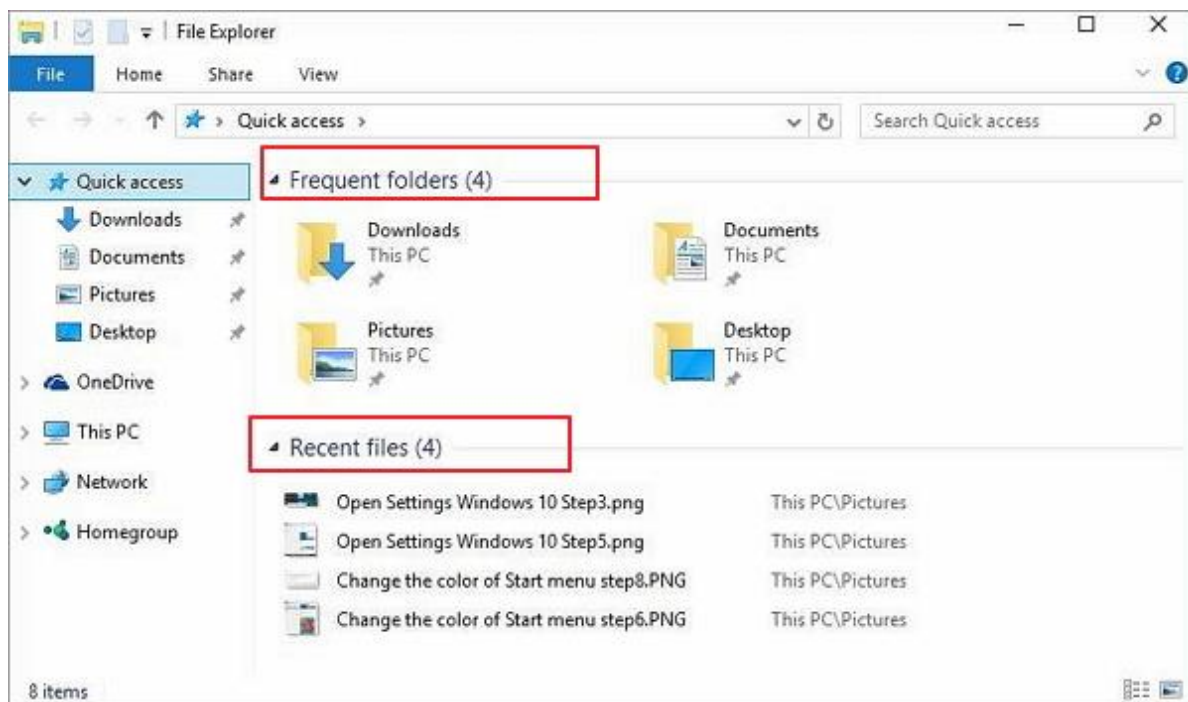 File Explorer
File Home Share View
Quick access
Search Quick access
Quick access
Downloads
Documents
Pictures
Desktop
OneDrive
This PC
Network
Homegroup
Frequent folders (4)
Downloads
This PC
Documents
This PC
Pictures
This PC
Desktop
This PC
Recent files (4)
Open Settings Windows 10 Step3.png This PC\Pictures
Open Settings Windows 10 Step5.png This PC\Pictures
Change the color of Start menu step8.PNG This PC\Pictures
Change the color of Start menu step6.PNG This PC\Pictures
8 items